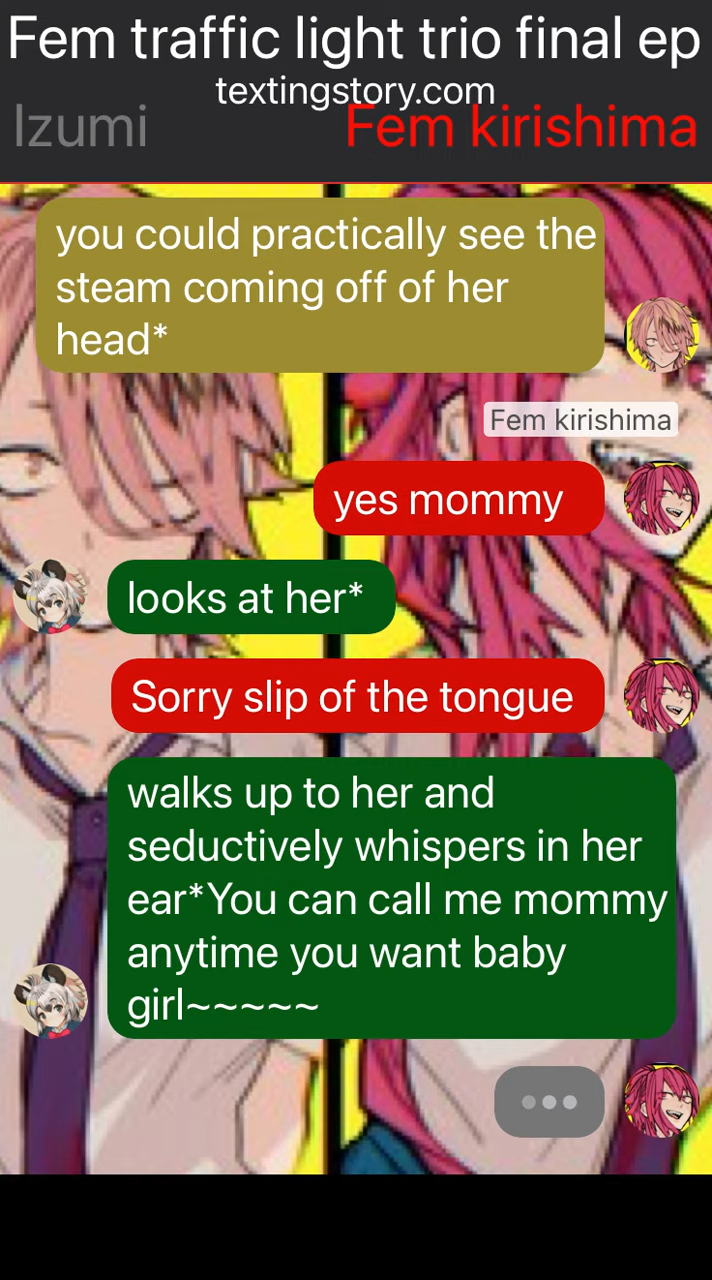 Fem traffic light trio final ep
textingstory.com
Izumi
Fem kirishima
you could practically see the
steam coming off of her
head*
Fem kirishima
yes mommy
looks at her*
Sorry slip of the tongue
walks up to her and
seductively whispers in her
ear*You can call me mommy
anytime you want baby
girl~~~~~